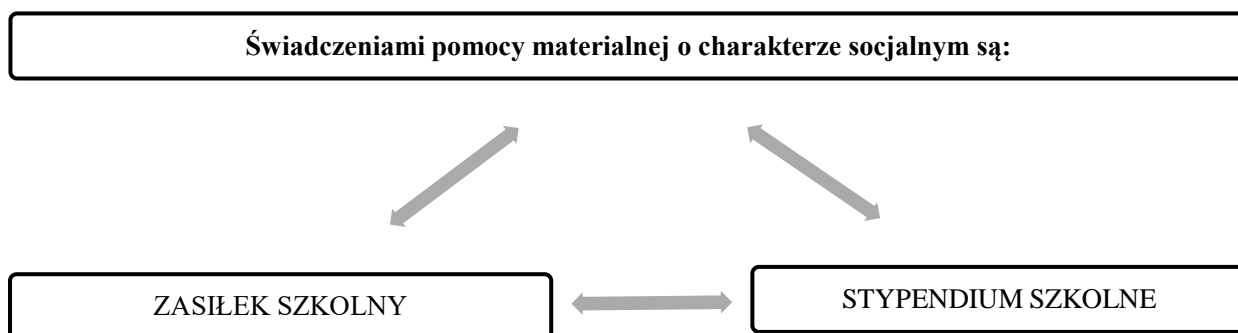 Świadczeniami pomocy materialnej o charakterze socjalnym są:
ZASIŁEK SZKOLNY
STYPENDIUM SZKOLNE